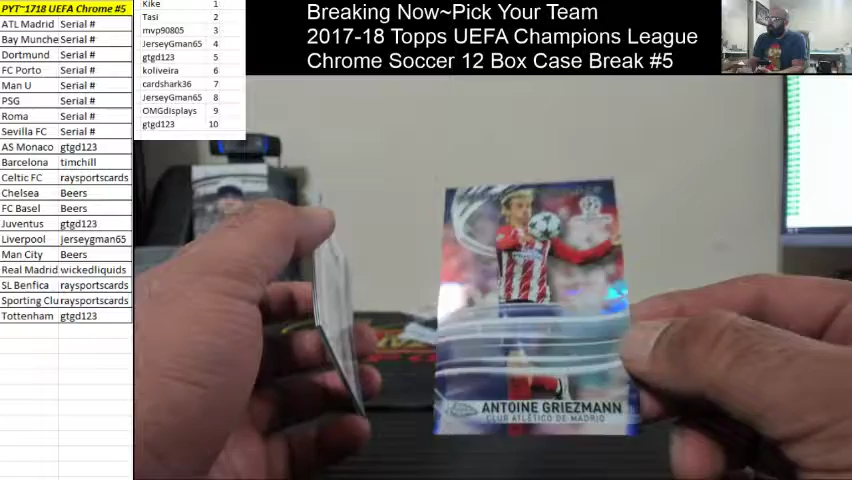 PYT~1718 UEFA Chrome #5
ATL Madrid Serial #
Bay Munche Serial #
Dortmund Serial #
FC Porto Serial #
Man U Serial #
PSG Serial #
Roma Serial #
Sevilla FC Serial #
AS Monaco gtgd123
Barcelona timchill
Celtic FC raysportscards
Chelsea Beers
FC Basel Beers
Juventus gtgd123
Liverpool jerseygman65
Man City Beers
Real Madrid wickedliquids
SL Benfica raysportscards
Sporting Clu raysportscards
Tottenham gtgd123
Kike 1
Tasi 2
mvp90805 3
JerseyGman65 4
gtgd123 5
koliveira 6
cardshark36 7
JerseyGman65 8
OMGdisplays 9
gtgd123 10
Breaking Now~Pick Your Team
2017-18 Topps UEFA Champions League
Chrome Soccer 12 Box Case Break #5
ANTOINE GRIEZMANN
CLUB ATLÉTICO DE MADRID